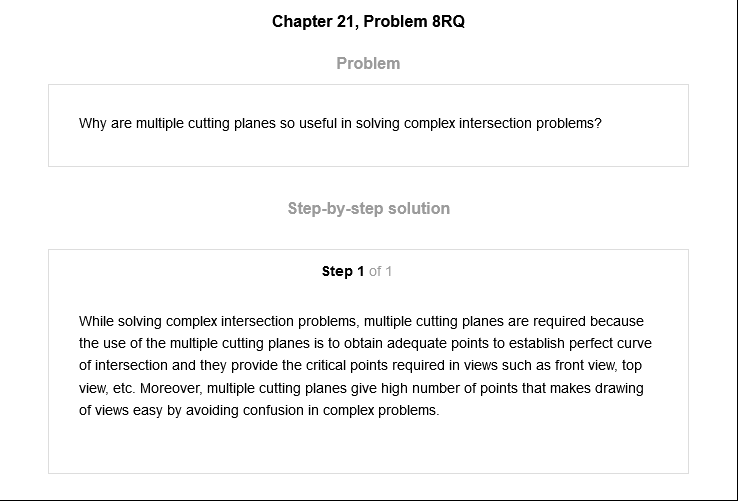 Chapter 21, Problem 8RQ
Problem
Why are multiple cutting planes so useful in solving complex intersection problems?
Step-by-step solution
Step 1 of 1
While solving complex intersection problems, multiple cutting planes are required because
the use of the multiple cutting planes is to obtain adequate points to establish perfect curve
of intersection and they provide the critical points required in views such as front view, top
view, etc. Moreover, multiple cutting planes give high number of points that makes drawing
of views easy by avoiding confusion in complex problems.